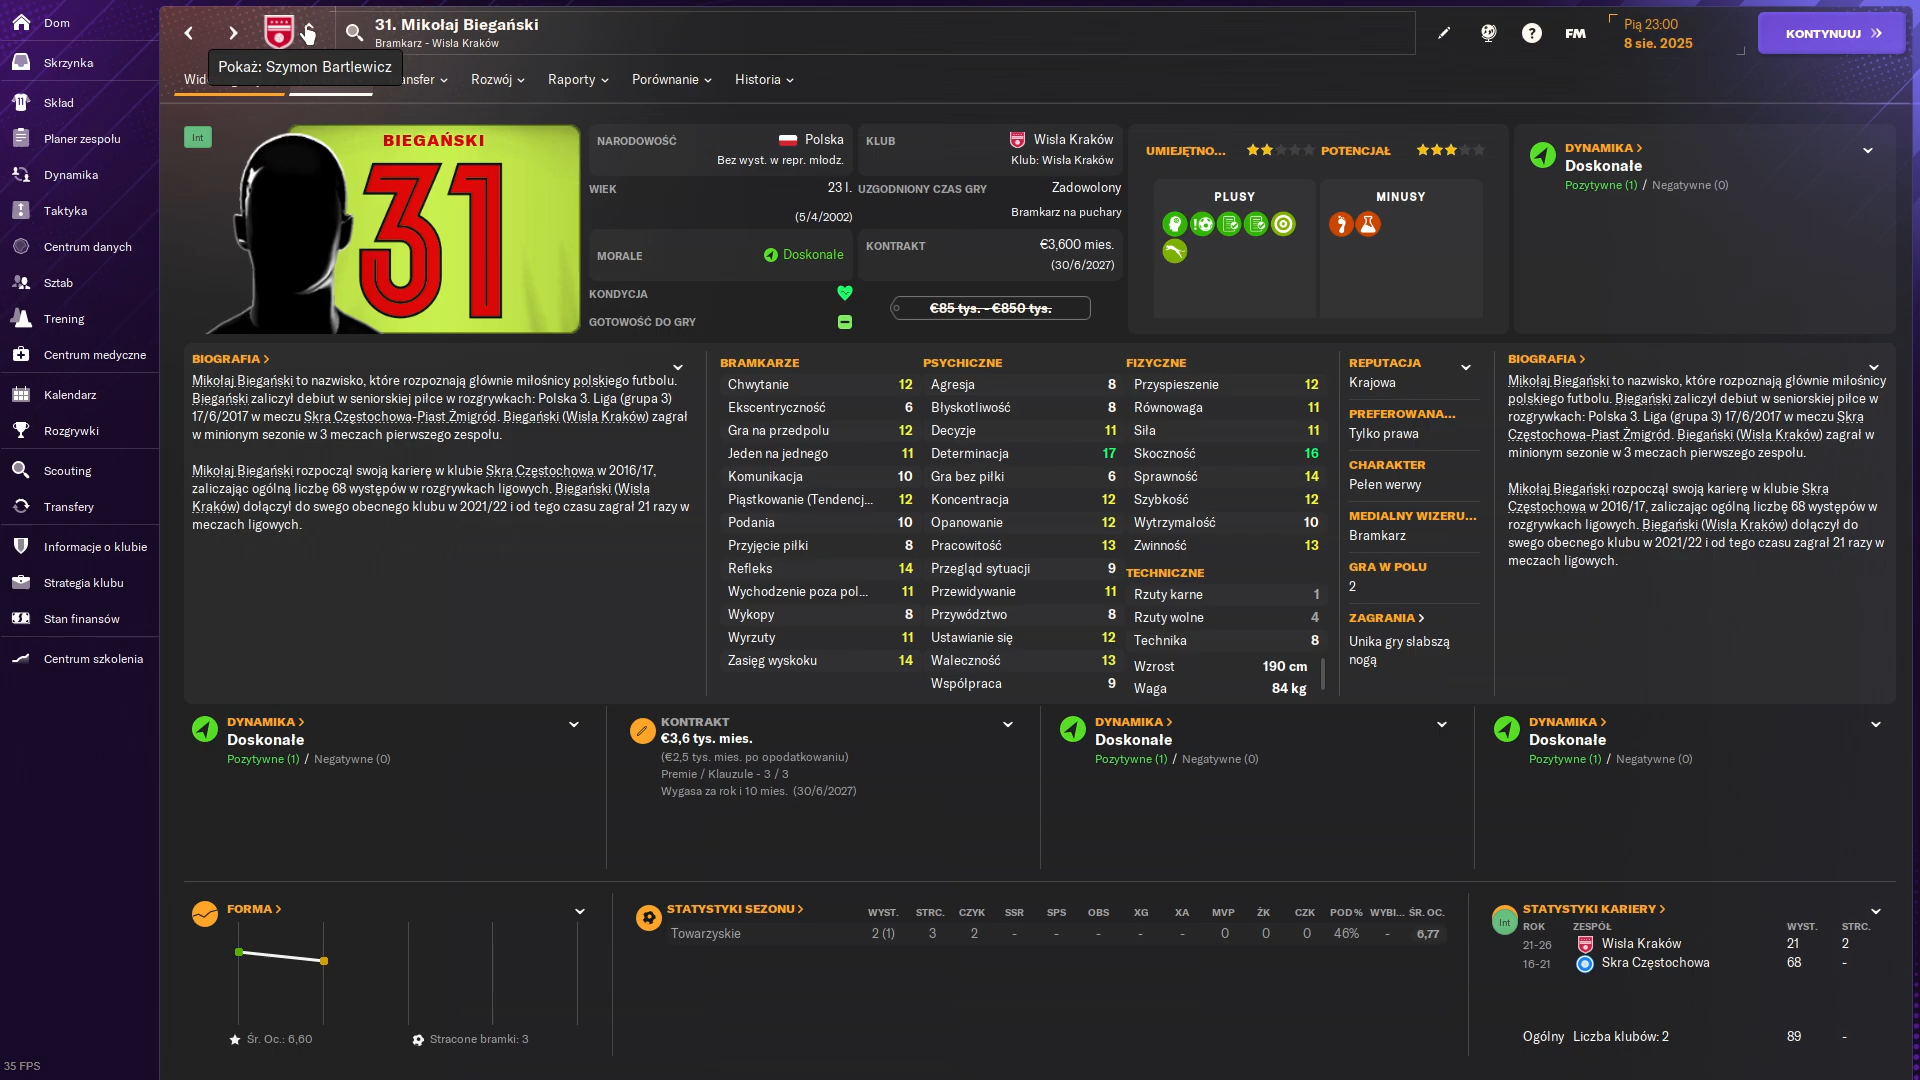 Dom
Skrzynka
Skład
Planer zespołu
Dynamika
Taktyka
Centrum danych
Sztab
Trening
Centrum medyczne
Kalendarz
Rozgrywki
Scouting
Transfery
Informacje o klubie
Strategia klubu
Stan finansów
Centrum szkolenia
35 FPS
31. Mikołaj Biegański
Bramkarz - Wisła Kraków
FM
Pią 23:00
8 sie. 2025
KONTYNUUJ
Pokaż: Szymon Bartlewicz
Rozwój
Raporty
Porównanie
Historia
Int
BIEGAŃSKI
31
NARODOWOŚĆ Polska
Bez wyst. w repr. młodz.
WIEK 23 l.
(5/4/2002)
MORALE Doskonałe
KONDYCJA
GOTOWOŚĆ DO GRY
KLUB Wisła Kraków
Klub: Wisła Kraków
UZGODNIONY CZAS GRY Zadowolony
Bramkarz na puchary
KONTRAKT €3,600 mies.
(30/6/2027)
€85 tys. - €850 tys.
UMIEJĘTNO... POTENCJAŁ
PLUSY MINUSY
DYNAMIKA
Doskonałe
Pozytywne (1) / Negatywne (0)
BIOGRAFIA
Mikołaj Biegański to nazwisko, które rozpoznają głównie miłośnicy polskiego futbolu.
Biegański zaliczył debiut w seniorskiej piłce w rozgrywkach: Polska 3. Liga (grupa 3)
17/6/2017 w meczu Skra Częstochowa-Piast Żmigród. Biegański (Wisła Kraków) zagrał
w minionym sezonie w 3 meczach pierwszego zespołu.
Mikołaj Biegański rozpoczął swoją karierę w klubie Skra Częstochowa w 2016/17,
zaliczając ogólną liczbę 68 występów w rozgrywkach ligowych. Biegański (Wisła
Kraków) dołączył do swego obecnego klubu w 2021/22 i od tego czasu zagrał 21 razy w
meczach ligowych.
BRAMKARZE
Chwytanie 12
Ekscentryczność 6
Gra na przedpolu 12
Jeden na jednego 11
Komunikacja 10
Piąstkowanie (Tendencj... 12
Podania 10
Przyjęcie piłki 8
Refleks 14
Wychodzenie poza pol... 11
Wykopy 8
Wyrzuty 11
Zasięg wyskoku 14
PSYCHICZNE
Agresja 8
Błyskotliwość 8
Decyzje 11
Determinacja 17
Gra bez piłki 6
Koncentracja 12
Opanowanie 12
Pracowitość 13
Przegląd sytuacji 9
Przewidywanie 11
Przywództwo 8
Ustawianie się 12
Waleczność 13
Współpraca 9
FIZYCZNE
Przyspieszenie 12
Równowaga 11
Siła 11
Skoczność 16
Sprawność 14
Szybkość 12
Wytrzymałość 10
Zwinność 13
TECHNICZNE
Rzuty karne 1
Rzuty wolne 4
Technika 8
Wzrost 190 cm
Waga 84 kg
REPUTACJA
Krajowa
PREFEROWANA...
Tylko prawa
CHARAKTER
Pełen werwy
MEDIALNY WIZERU...
Bramkarz
GRA W POLU
2
ZAGRANIA
Unika gry słabszą
nogą
BIOGRAFIA
Mikołaj Biegański to nazwisko, które rozpoznają głównie miłośnicy
polskiego futbolu. Biegański zaliczył debiut w seniorskiej piłce w
rozgrywkach: Polska 3. Liga (grupa 3) 17/6/2017 w meczu Skra
Częstochowa-Piast Żmigród. Biegański (Wisła Kraków) zagrał w
minionym sezonie w 3 meczach pierwszego zespołu.
Mikołaj Biegański rozpoczął swoją karierę w klubie Skra
Częstochowa w 2016/17, zaliczając ogólną liczbę 68 występów w
rozgrywkach ligowych. Biegański (Wisła Kraków) dołączył do
swego obecnego klubu w 2021/22 i od tego czasu zagrał 21 razy w
meczach ligowych.
DYNAMIKA
Doskonałe
Pozytywne (1) / Negatywne (0)
KONTRAKT
€3,6 tys. mies.
(€2,5 tys. mies. po opodatkowaniu)
Premie / Klauzule - 3 / 3
Wygasa za rok i 10 mies. (30/6/2027)
DYNAMIKA
Doskonałe
Pozytywne (1) / Negatywne (0)
DYNAMIKA
Doskonałe
Pozytywne (1) / Negatywne (0)
FORMA
Śr. Oc.: 6,60
Stracone bramki: 3
STATYSTYKI SEZONU WYST. STRC. CZYK SSR SPS OBS XG XA MVP ŻK CZK POD% WYBI... ŚR. OC.
Towarzyskie 2 (1) 3 2 - - - - - 0 0 0 46% - 6,77
Int
STATYSTYKI KARIERY
ROK ZESPÓŁ WYST. STRC.
21-26 Wisła Kraków 21 2
16-21 Skra Częstochowa 68 -
Ogólny Liczba klubów: 2 89 -